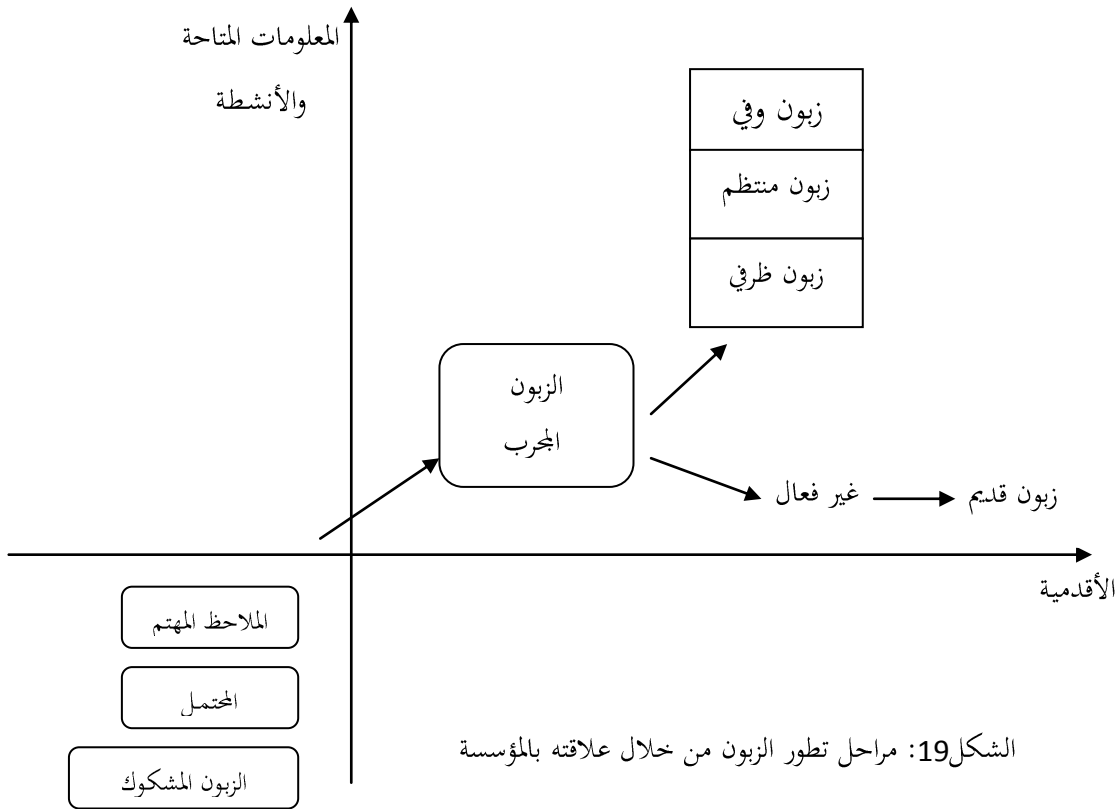 المعلومات المتاحة
والأنشطة
زبون وفي
زبون منتظم
زبون ظرفي
الزبون
المجرب
غير فعال
زبون قديم
الأقدمية
الملاحظ المهتم
المحتمل
الزبون المشكوك
الشكل19: مراحل تطور الزبون من خلال علاقته بالمؤسسة